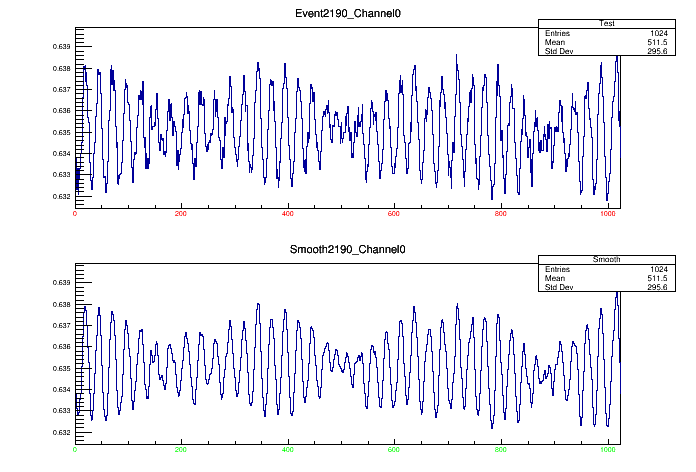 Event2190_Channel0
Test
Entries 1024
Mean 511.5
Std Dev 295.6
0.639
0.638
0.637
0.636
0.635
0.634
0.633
0.632
0 200 400 600 800 1000
Smooth2190_Channel0
Smooth
Entries 1024
Mean 511.5
Std Dev 295.6
0.639
0.638
0.637
0.636
0.635
0.634
0.633
0.632
0 200 400 600 800 1000